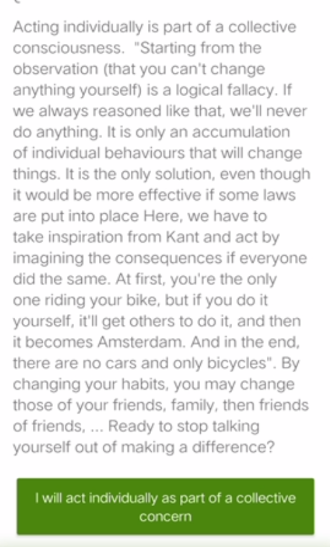 Acting individually is part of a collective
consciousness. "Starting from the
observation (that you can't change
anything yourself) is a logical fallacy. If
we always reasoned like that, we'll never
do anything. It is only an accumulation
of individual behaviours that will change
things. It is the only solution, even though
it would be more effective if some laws
are put into place Here, we have to
take inspiration from Kant and act by
imagining the consequences if everyone
did the same. At first, you're the only
one riding your bike, but if you do it
yourself, it'll get others to do it, and then
it becomes Amsterdam. And in the end,
there are no cars and only bicycles". By
changing your habits, you may change
those of your friends, family, then friends
of friends, ... Ready to stop talking
yourself out of making a difference?
I will act individually as part of a collective
concern